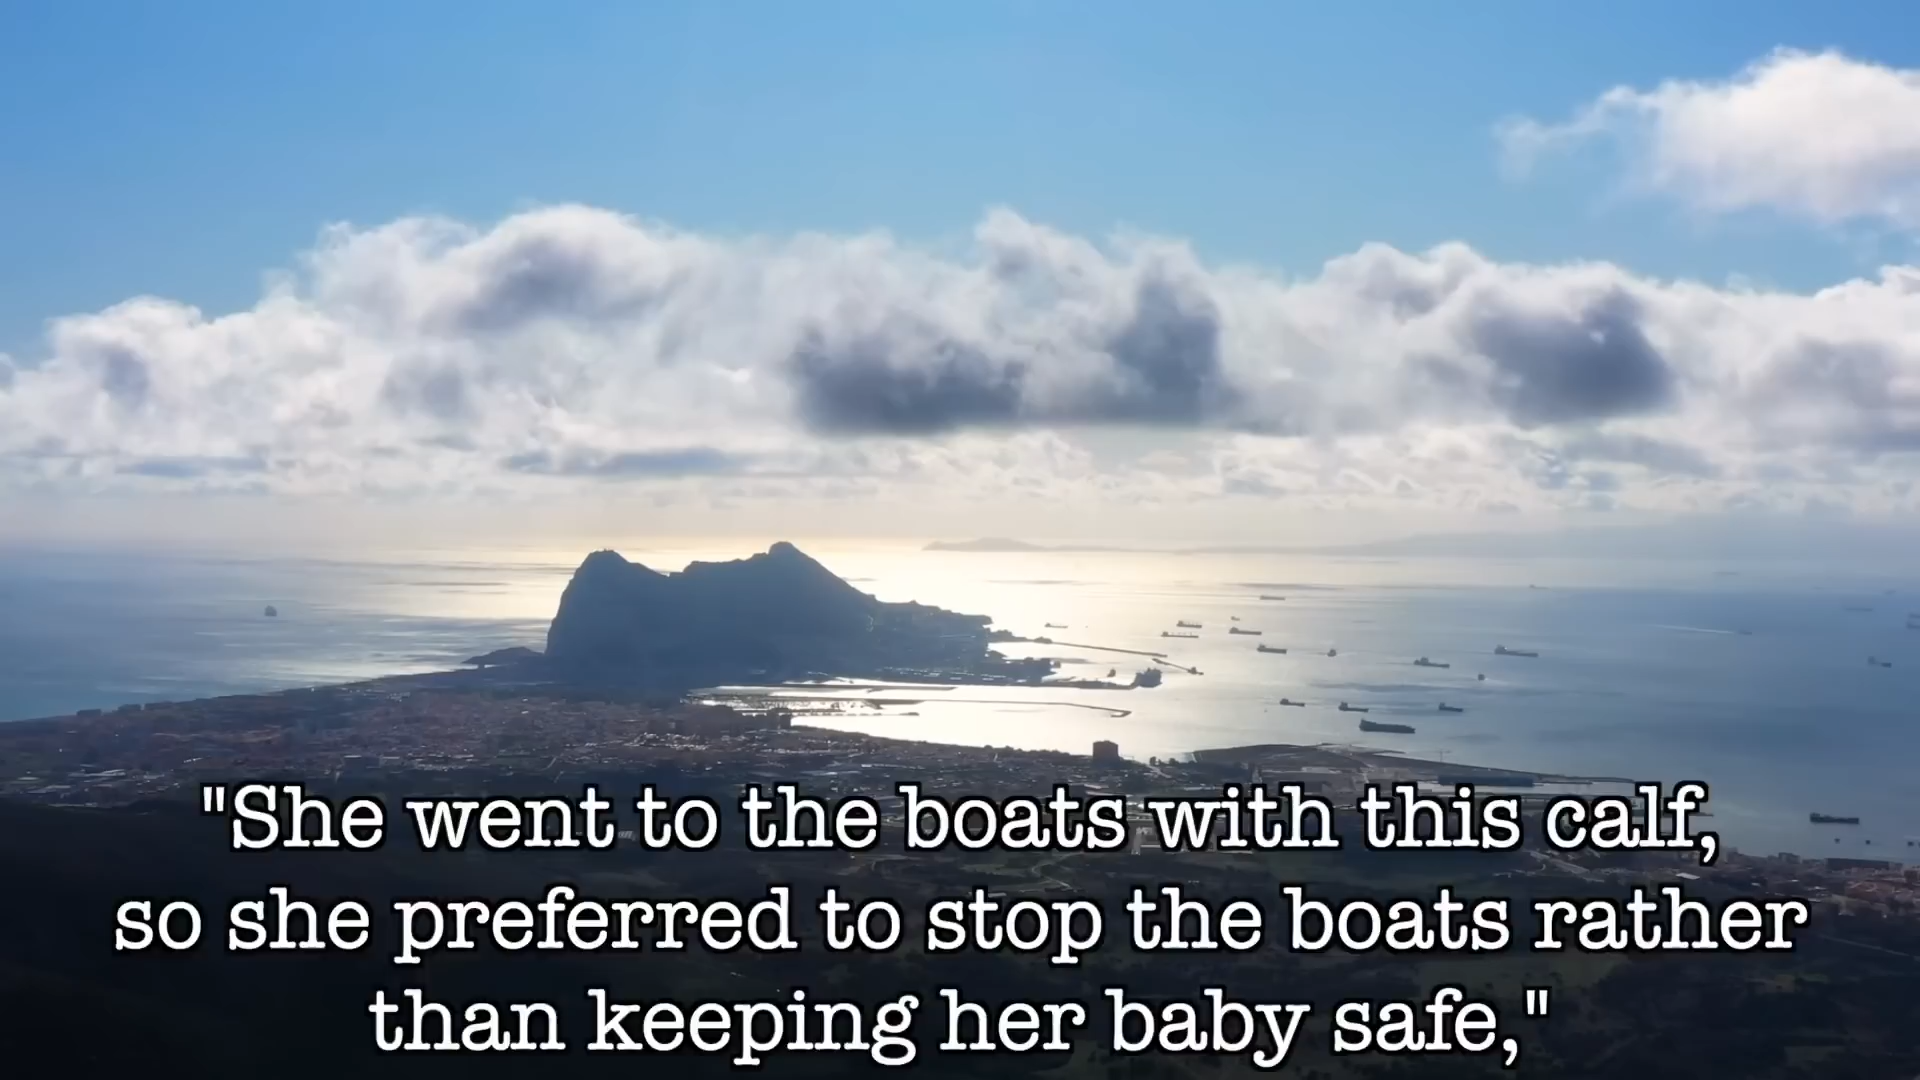 "She went to the boats with this calf,
so she preferred to stop the boats rather
than keeping her baby safe,"